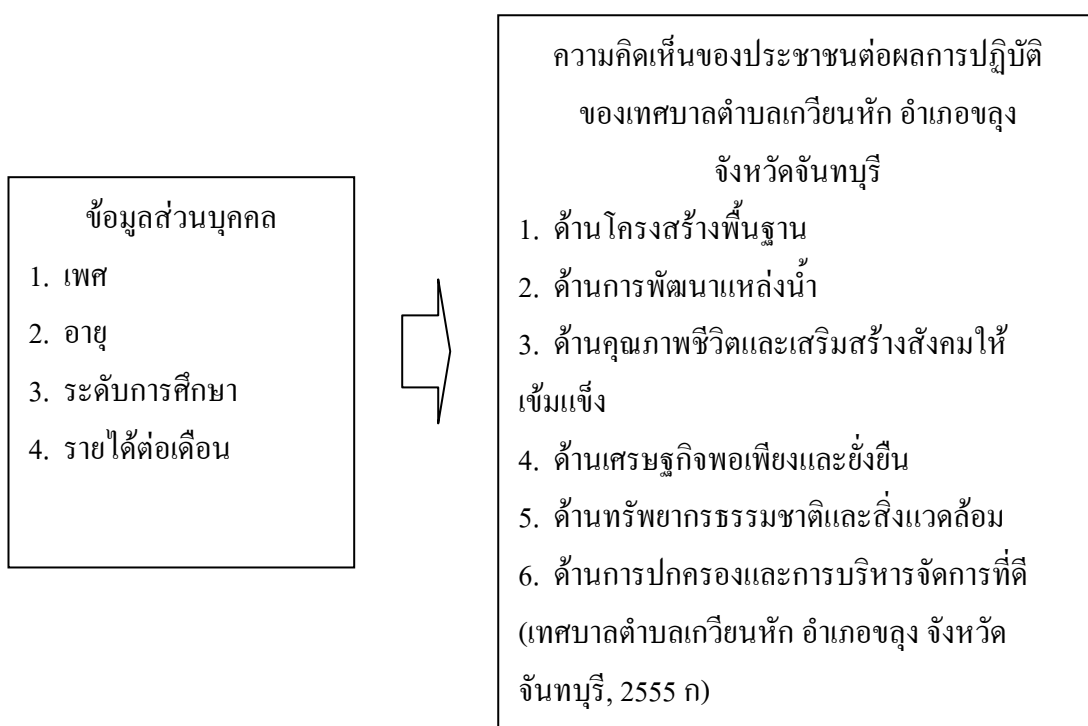 ข้อมูลส่วนบุคคล
1. เพศ
2. อายุ
3. ระดับการศึกษา
4. รายได้ต่อเดือน
ความคิดเห็นของประชาชนต่อผลการปฏิบัติ
ของเทศบาลตำบลเกวียนหัก อำเภอขลุง
จังหวัดจันทบุรี
1. ด้านโครงสร้างพื้นฐาน
2. ด้านการพัฒนาแหล่งน้ำ
3. ด้านคุณภาพชีวิตและเสริมสร้างสังคมให้
เข้มแข็ง
4. ด้านเศรษฐกิจพอเพียงและยั่งยืน
5. ด้านทรัพยากรธรรมชาติและสิ่งแวดล้อม
6. ด้านการปกครองและการบริหารจัดการที่ดี
(เทศบาลตำบลเกวียนหัก อำเภอขลุง จังหวัด
จันทบุรี, 2555 ก)